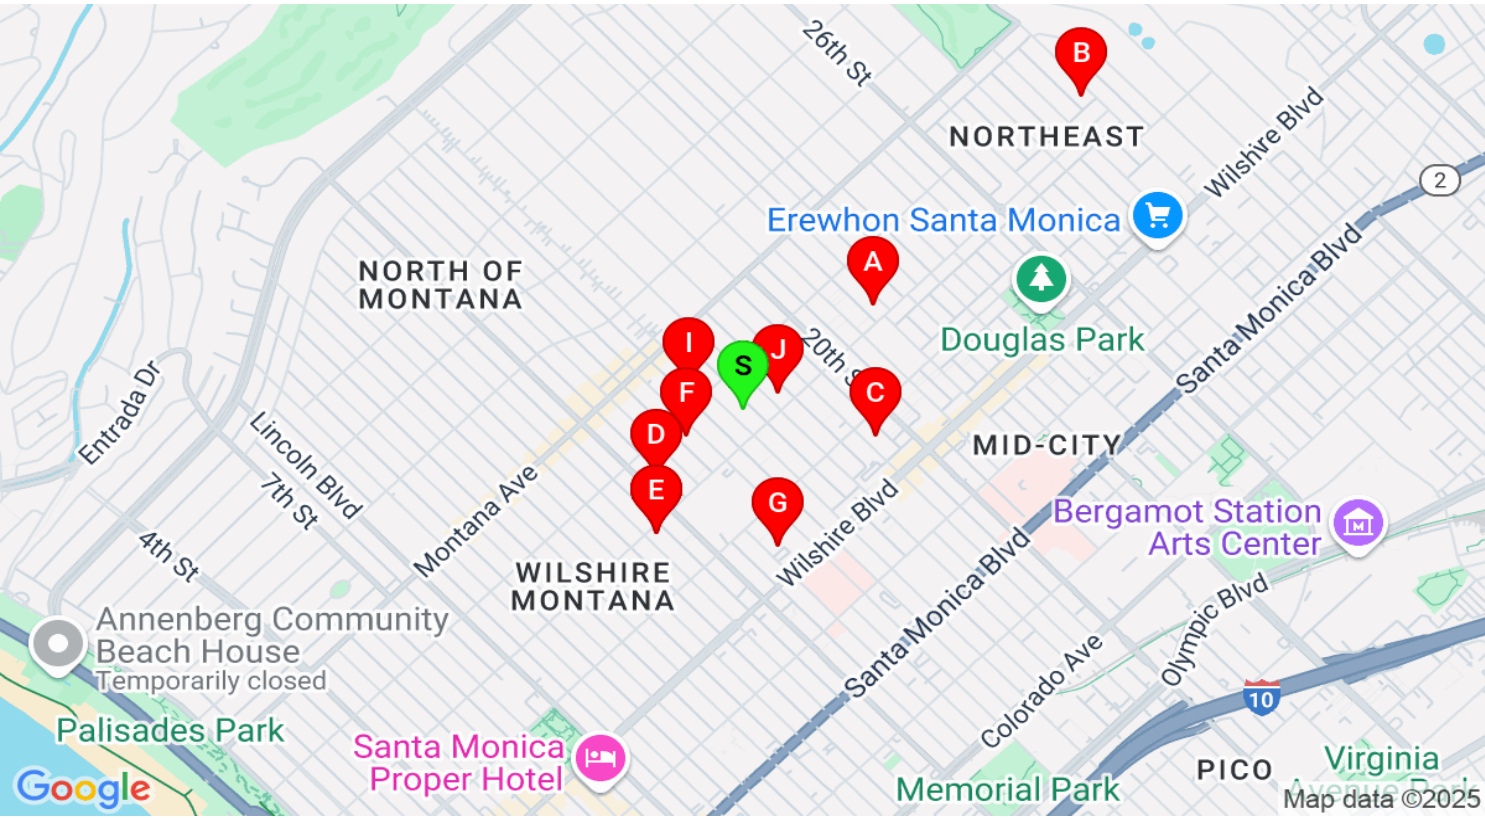 26th St
B
NORTHEAST
Wilshire Blvd
2
Erewhon Santa Monica
A
NORTH OF
MONTANA
Douglas Park
Santa Monica Blvd
I
J
20th S
S
F
C
D
MID-CITY
Entrada Dr
Lincoln Blvd
7th St
Montana Ave
E
G
Wilshire Blvd
Bergamot Station
Arts Center
4th St
WILSHIRE
MONTANA
Santa Monica Blvd
Olympic Blvd
Colorado Ave
Annenberg Community
Beach House
Temporarily closed
10
Palisades Park
Santa Monica
Proper Hotel
Memorial Park
PICO
Virginia
Avenue Park
Google
Map data ©2025